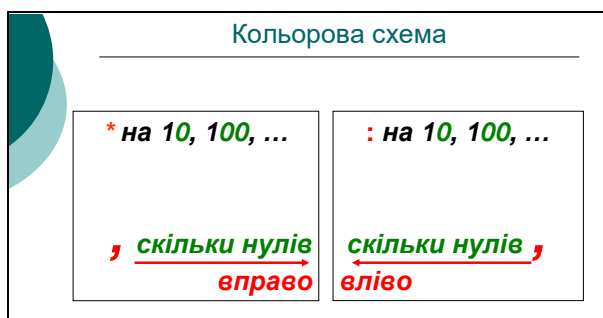 Кольорова схема
* на 10, 100, …
, скільки нулів
вправо
: на 10, 100, …
скільки нулів ,
вліво